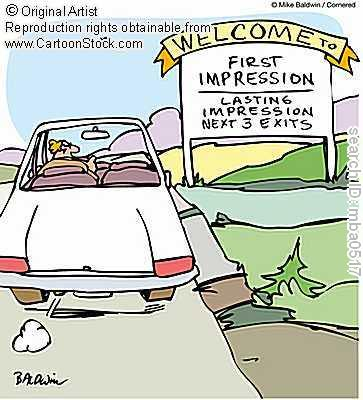 © Original Artist
Reproduction rights obtainable from
www.CartoonStock.com
© Mike Baldwin / Cornered
WELCOME TO
FIRST
IMPRESSION
LASTING
IMPRESSION
NEXT 3 EXITS
search ID: mba0517
BALDWIN